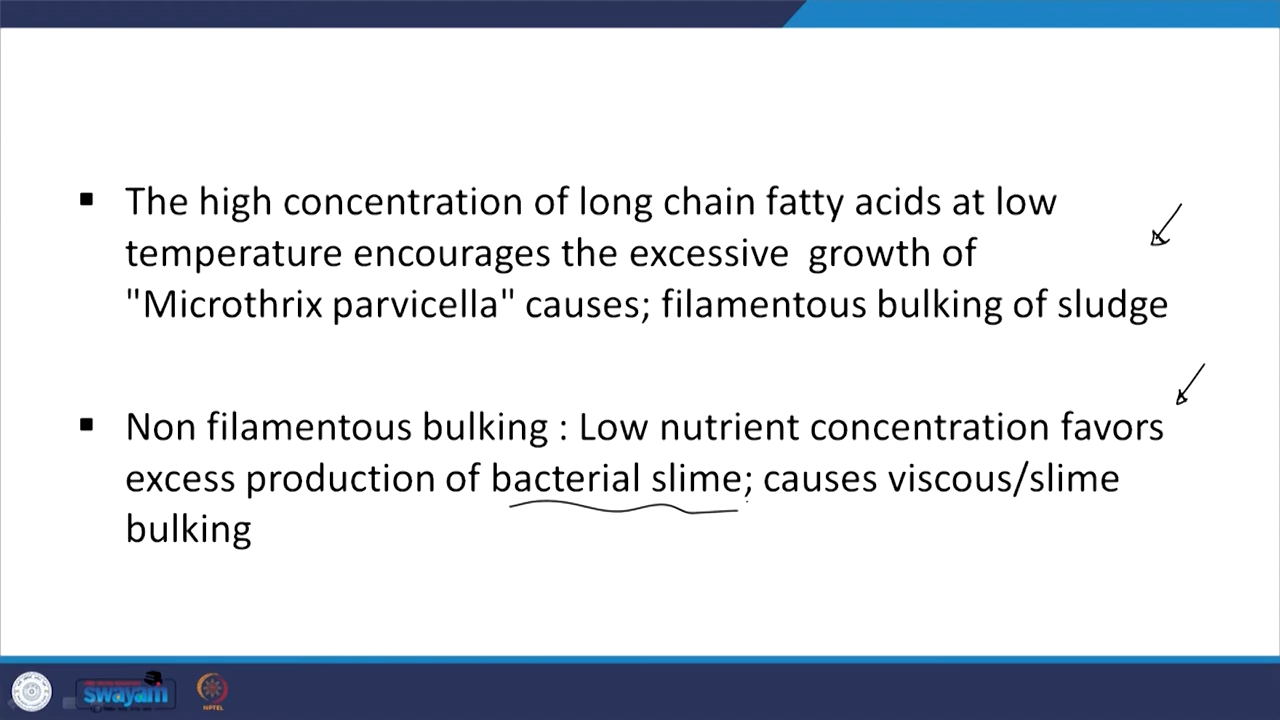 ▪ The high concentration of long chain fatty acids at low
temperature encourages the excessive growth of
"Microthrix parvicella" causes; filamentous bulking of sludge
▪ Non filamentous bulking : Low nutrient concentration favors
excess production of bacterial slime; causes viscous/slime
bulking
swayam
NPTEL